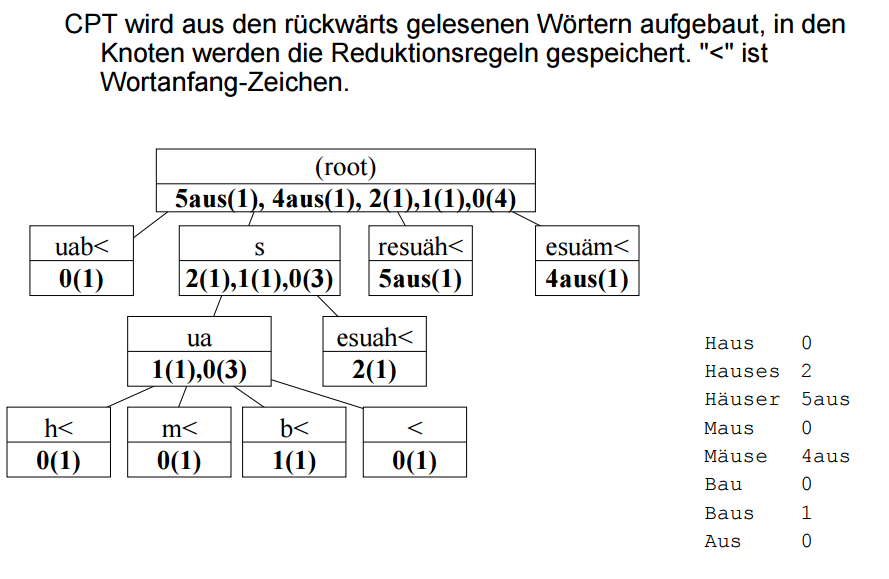 CPT wird aus den rückwärts gelesenen Wörtern aufgebaut, in den
Knoten werden die Reduktionsregeln gespeichert. "<" ist
Wortanfang-Zeichen.
(root)
5aus(1), 4aus(1), 2(1),1(1),0(4)
uab< s resuäh< esuäm<
0(1) 2(1),1(1),0(3) 5aus(1) 4aus(1)
ua esuah<
1(1),0(3) 2(1)
h< m< b< <
0(1) 0(1) 1(1) 0(1)
Haus 0
Hauses 2
Häuser 5aus
Maus 0
Mäuse 4aus
Bau 0
Baus 1
Aus 0